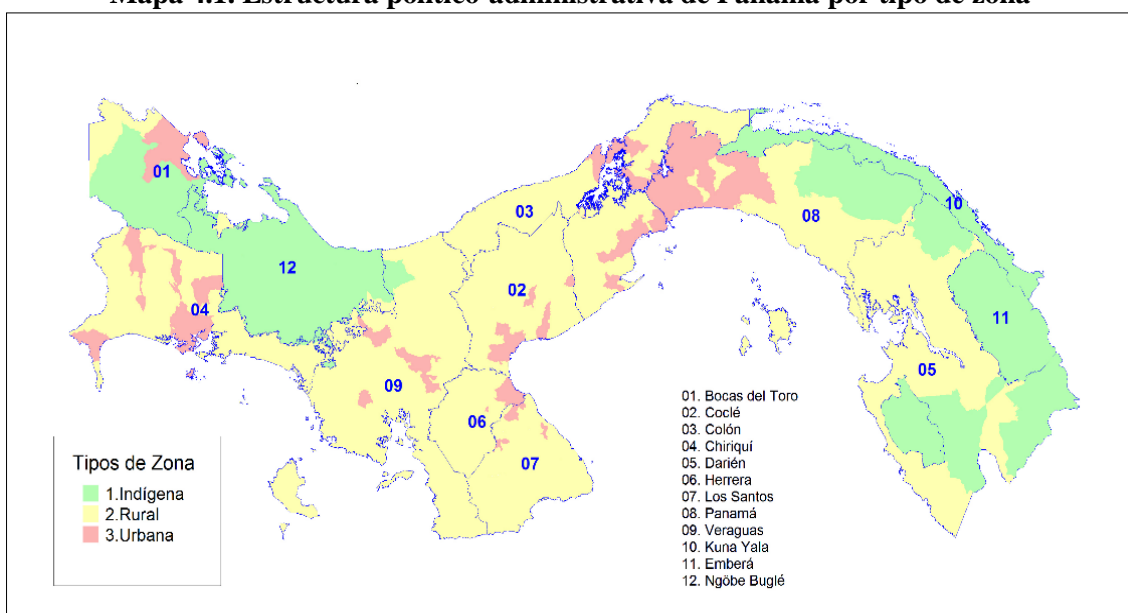 Mapa 4.1. Estructura político-administrativa de Panamá por tipo de zona
01
03
10
08
12
02
11
04
05
09
06
07
01. Bocas del Toro
02. Coclé
03. Colón
04. Chiriquí
05. Darién
06. Herrera
07. Los Santos
08. Panamá
09. Veraguas
10. Kuna Yala
11. Emberá
12. Ngöbe Buglé
Tipos de Zona
1.Indígena
2.Rural
3.Urbana